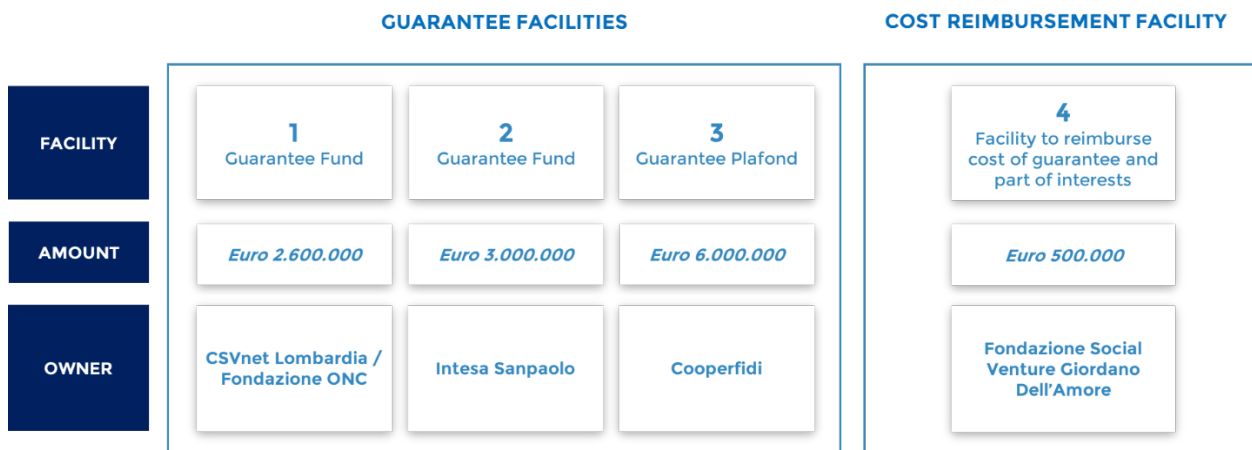 GUARANTEE FACILITIES
COST REIMBURSEMENT FACILITY
FACILITY
1
Guarantee Fund
2
Guarantee Fund
3
Guarantee Plafond
4
Facility to reimburse
cost of guarantee and
part of interests
AMOUNT
Euro 2.600.000
Euro 3.000.000
Euro 6.000.000
Euro 500.000
OWNER
CSVnet Lombardia /
Fondazione ONC
Intesa Sanpaolo
Cooperfidi
Fondazione Social
Venture Giordano
Dell'Amore